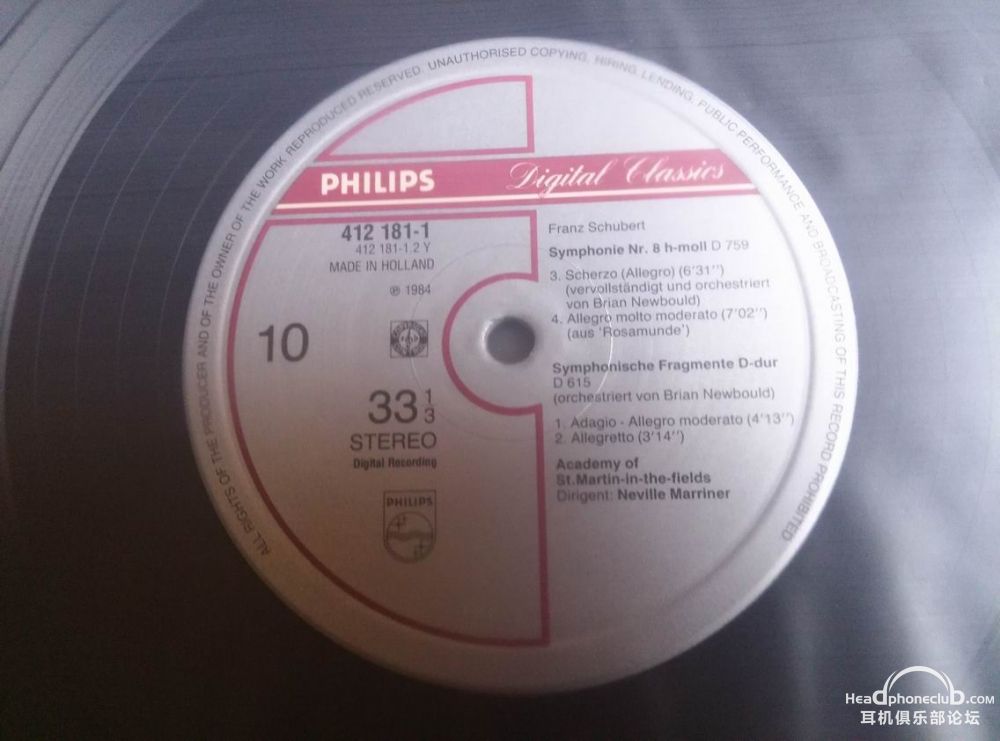 ALL RIGHTS OF THE PRODUCER AND OF THE OWNER OF THE WORK REPRODUCED RESERVED. UNAUTHORISED COPYING, HIRING, LENDING, PUBLIC PERFORMANCE AND BROADCASTING OF THIS RECORD PROHIBITED
PHILIPS Digital Classics
412 181-1
412 181-1.2 Y
MADE IN HOLLAND
℗ 1984
10
33 1/3
STEREO
Digital Recording
PHILIPS
Franz Schubert
Symphonie Nr. 8 h-moll D 759
3. Scherzo (Allegro) (6'31'')
(vervollständigt und orchestriert
von Brian Newbould)
4. Allegro molto moderato (7'02'')
(aus 'Rosamunde')
Symphonische Fragmente D-dur
D 615
(orchestriert von Brian Newbould)
1. Adagio - Allegro moderato (4'13'')
2. Allegretto (3'14'')
Academy of
St.Martin-in-the-fields
Dirigent: Neville Marriner
Headphoneclub.com
耳机俱乐部论坛